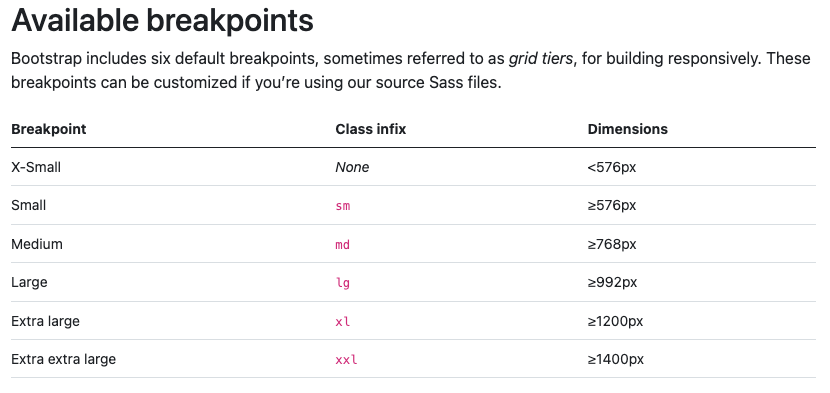 Available breakpoints
Bootstrap includes six default breakpoints, sometimes referred to as grid tiers, for building responsively. These
breakpoints can be customized if you’re using our source Sass files.
Breakpoint Class infix Dimensions
X-Small None <576px
Small sm ≥576px
Medium md ≥768px
Large lg ≥992px
Extra large xl ≥1200px
Extra extra large xxl ≥1400px